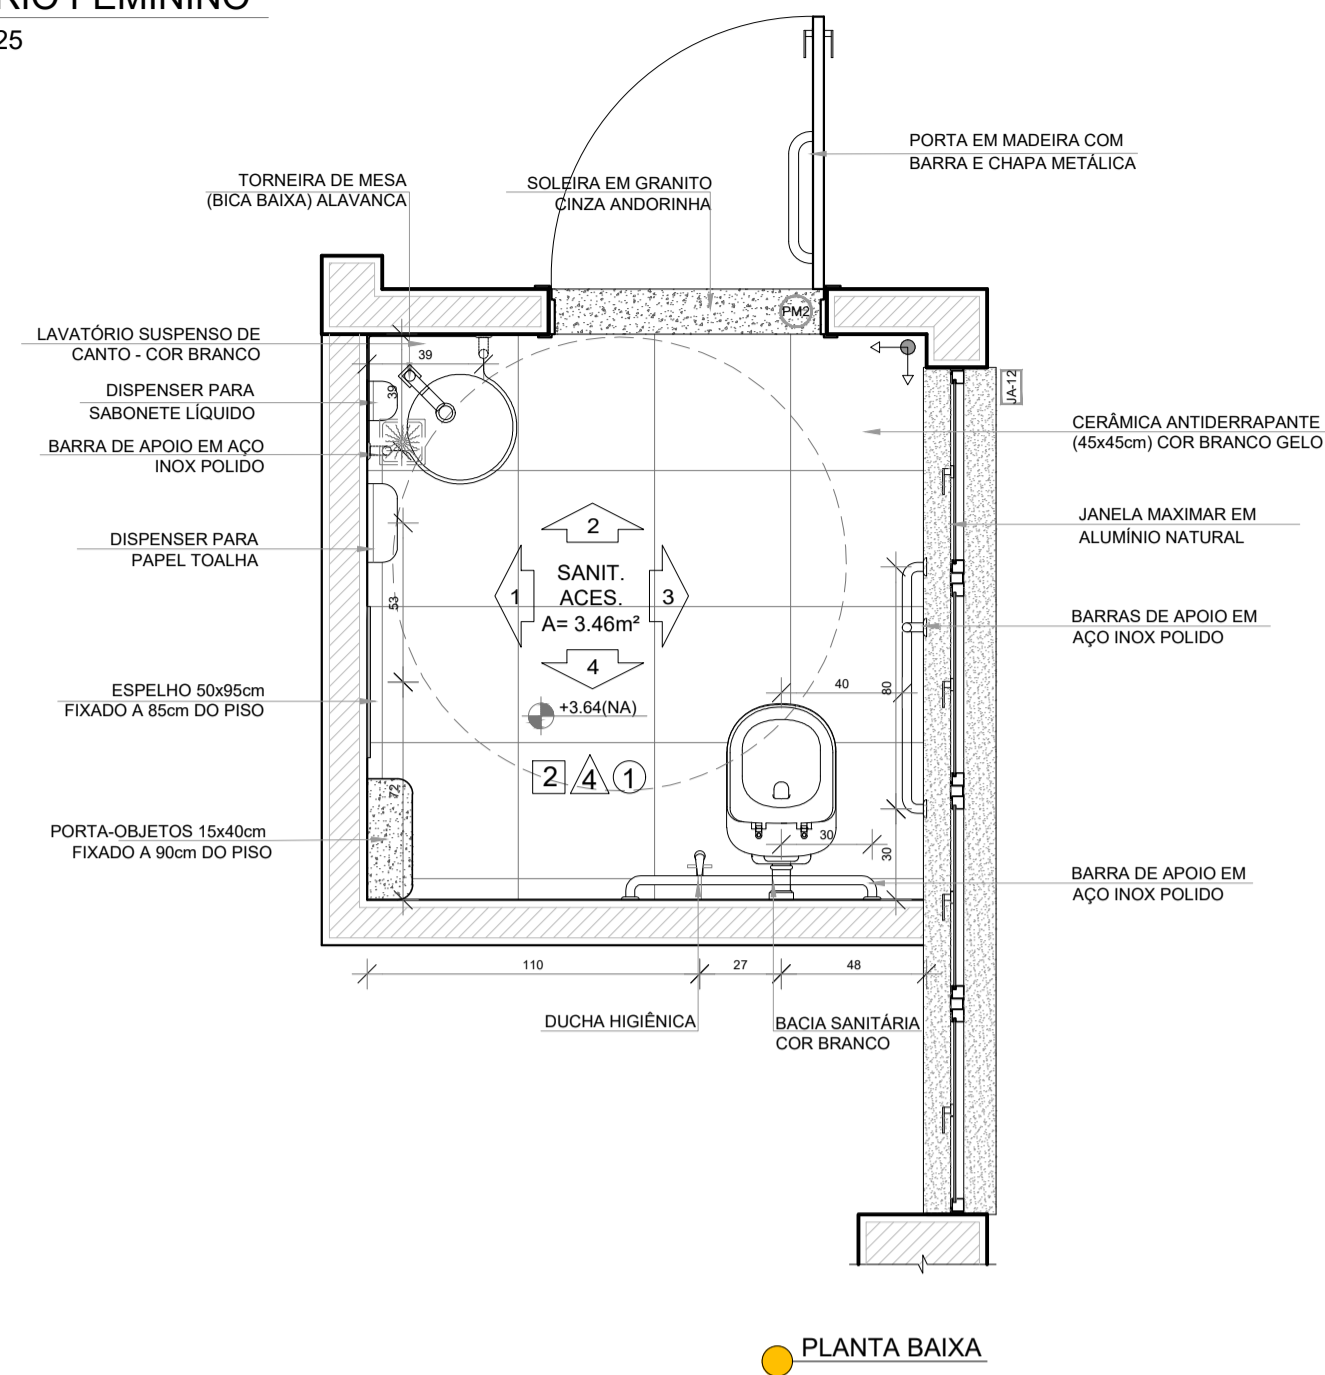 RIO FEMININO
25
PORTA EM MADEIRA COM
BARRA E CHAPA METÁLICA
TORNEIRA DE MESA
(BICA BAIXA) ALAVANCA
SOLEIRA EM GRANITO
CINZA ANDORINHA
PM2
LAVATÓRIO SUSPENSO DE
CANTO - COR BRANCO
39
39
JA-12
DISPENSER PARA
SABONETE LÍQUIDO
CERÂMICA ANTIDERRAPANTE
(45x45cm) COR BRANCO GELO
BARRA DE APOIO EM AÇO
INOX POLIDO
JANELA MAXIMAR EM
ALUMÍNIO NATURAL
DISPENSER PARA
PAPEL TOALHA
2
SANIT.
ACES.
A= 3.46m²
1
3
4
53
BARRAS DE APOIO EM
AÇO INOX POLIDO
ESPELHO 50x95cm
FIXADO A 85cm DO PISO
+3.64(NA)
40
80
2
4
1
72
PORTA-OBJETOS 15x40cm
FIXADO A 90cm DO PISO
30
30
BARRA DE APOIO EM
AÇO INOX POLIDO
110
27
48
DUCHA HIGIÊNICA
BACIA SANITÁRIA
COR BRANCO
PLANTA BAIXA